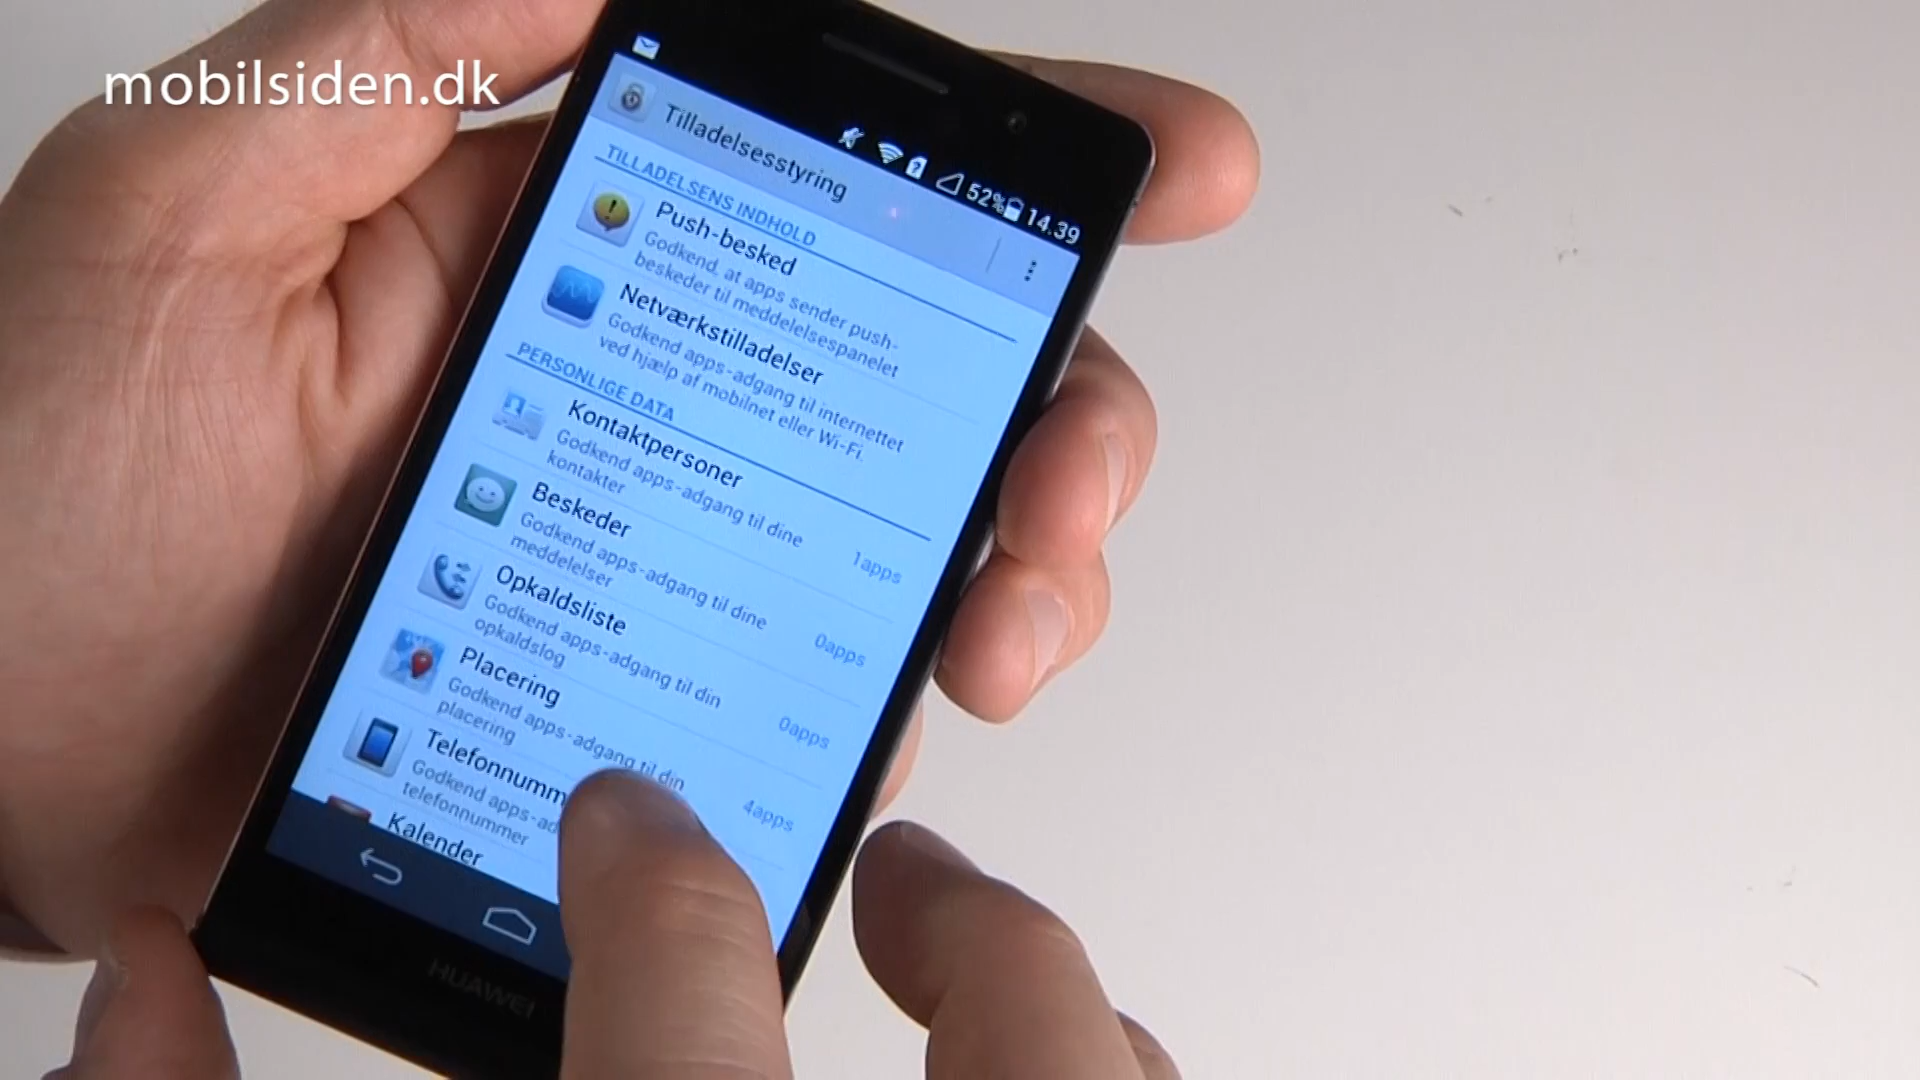 mobilsiden.dk
52% 14.39
Tilladelsesstyring
TILLADELSENS INDHOLD
Push-besked
Godkend, at apps sender push-
beskeder til meddelelsespanelet
Netværkstilladelser
Godkend apps-adgang til internettet
ved hjælp af mobilnet eller Wi-Fi.
PERSONLIGE DATA
Kontaktpersoner
Godkend apps-adgang til dine
kontakter
1apps
Beskeder
Godkend apps-adgang til dine
meddelelser
0apps
Opkaldsliste
Godkend apps-adgang til din
opkaldslog
0apps
Placering
Godkend apps-adgang til din
placering
4apps
Telefonnumm
Godkend apps-ad
telefonnummer
Kalender
HUAWEI